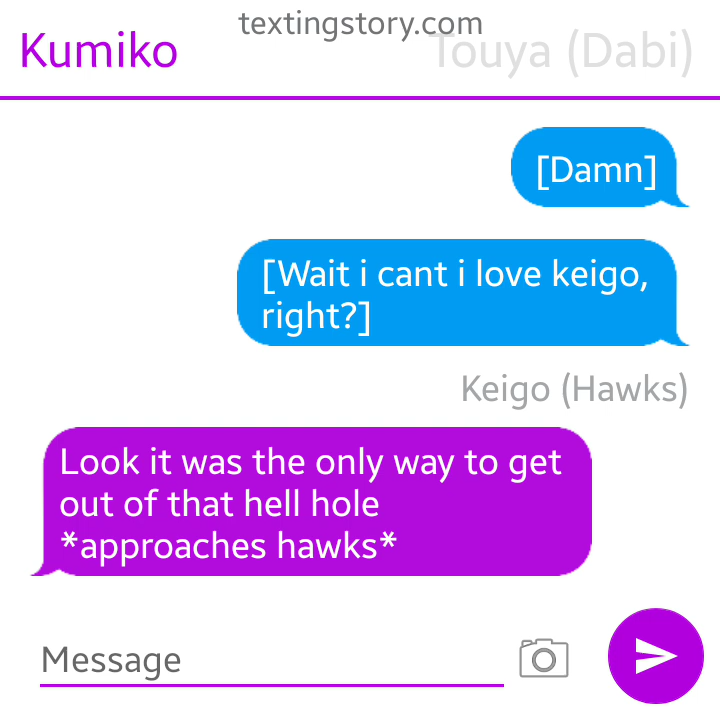 textingstory.com
Kumiko
Touya (Dabi)
[Damn]
[Wait i cant i love keigo,
right?]
Keigo (Hawks)
Look it was the only way to get
out of that hell hole
*approaches hawks*
Message